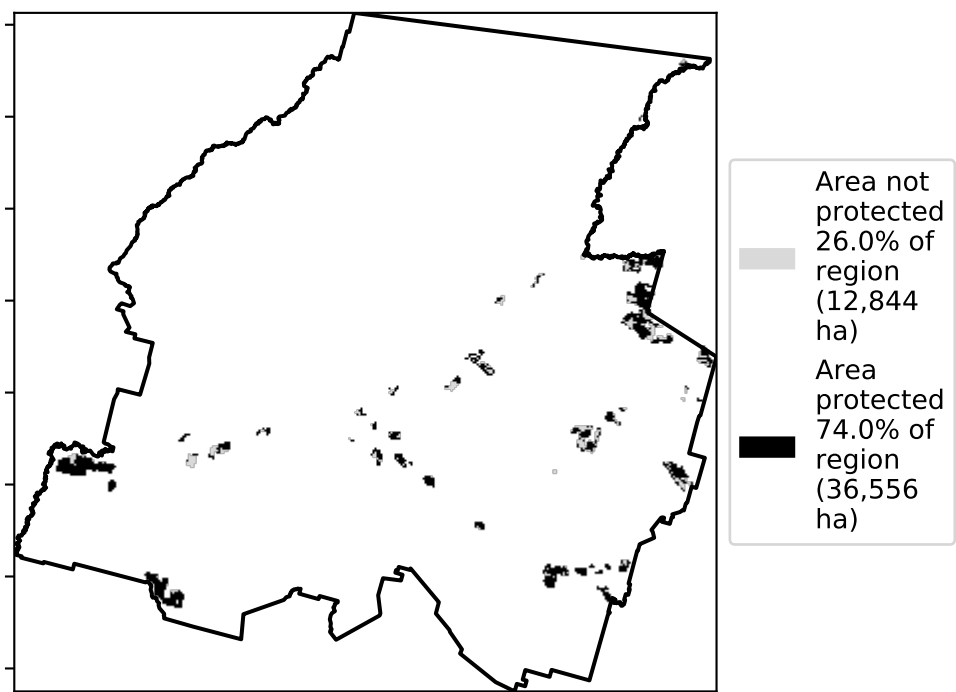 Area not
protected
26.0% of
region
(12,844
ha)
Area
protected
74.0% of
region
(36,556
ha)